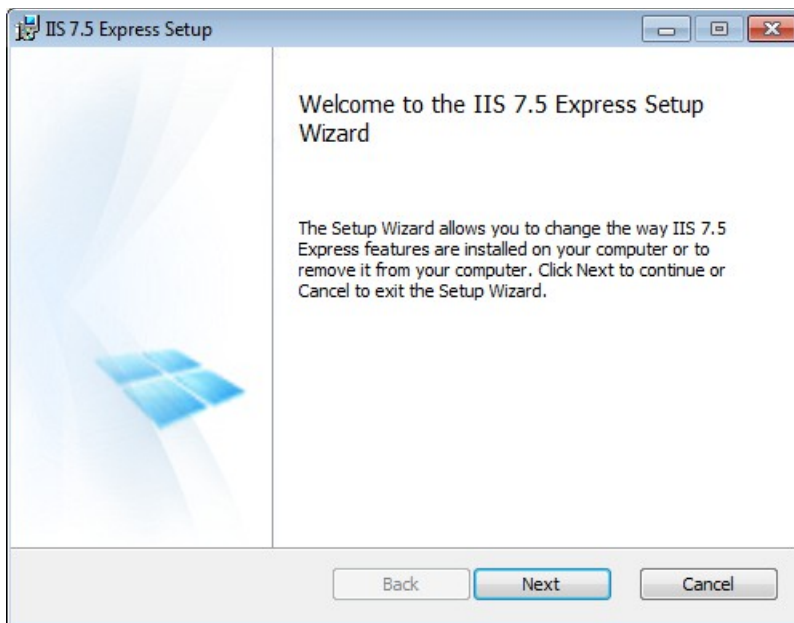 IIS 7.5 Express Setup
Welcome to the IIS 7.5 Express Setup
Wizard
The Setup Wizard allows you to change the way IIS 7.5
Express features are installed on your computer or to
remove it from your computer. Click Next to continue or
Cancel to exit the Setup Wizard.
Back Next Cancel